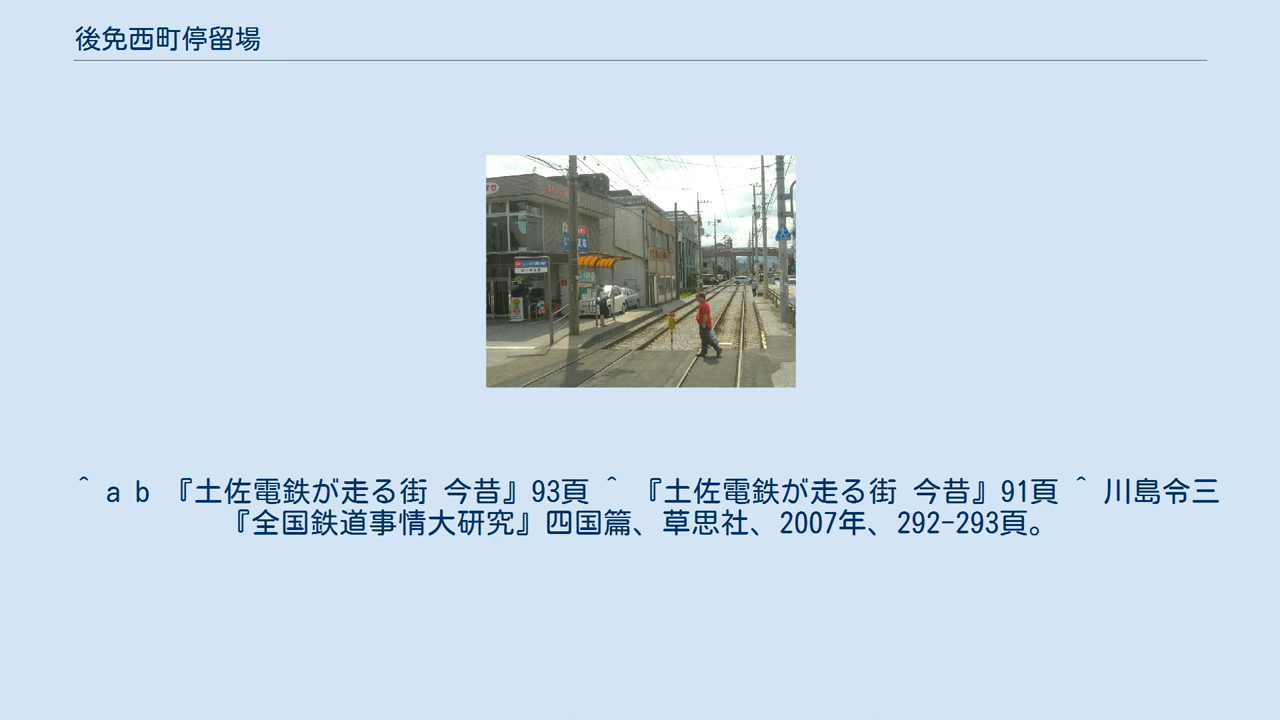 後免西町停留場
^ a b 『土佐電鉄が走る街 今昔』93頁 ^ 『土佐電鉄が走る街 今昔』91頁 ^ 川島令三
『全国鉄道事情大研究』四国篇、草思社、2007年、292-293頁。